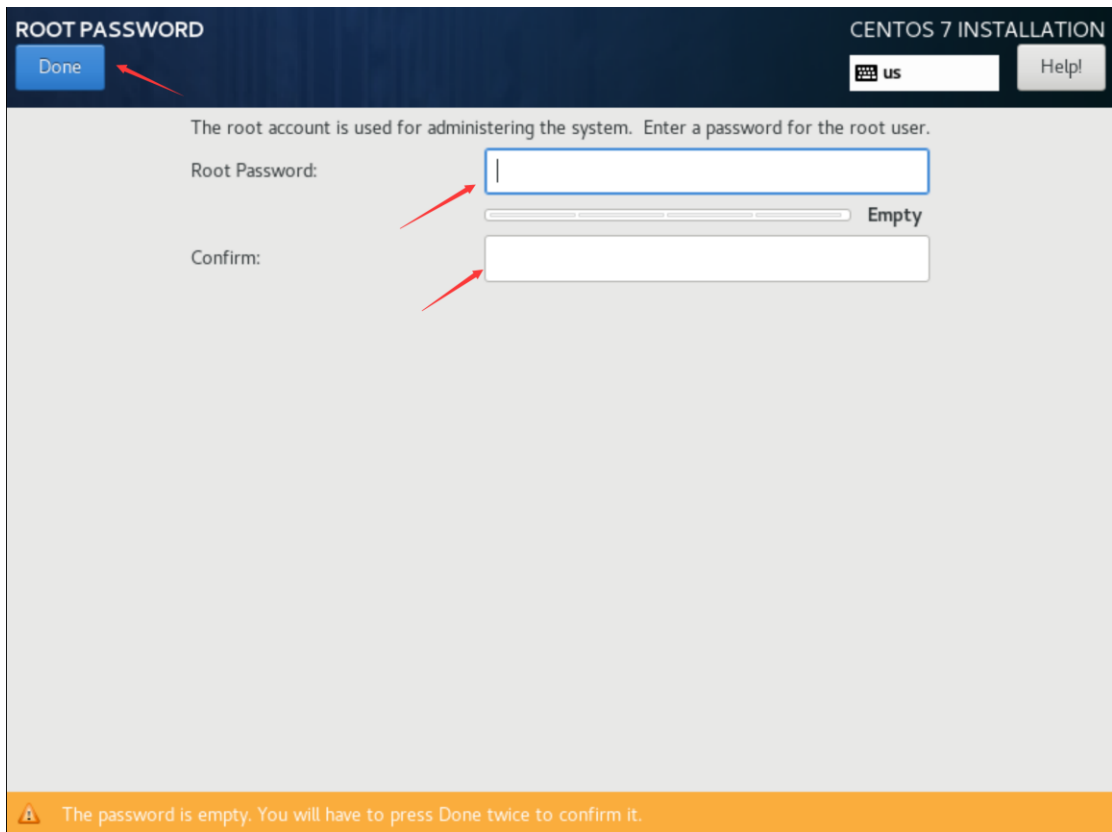 ROOT PASSWORD
CENTOS 7 INSTALLATION
Done
us
Help!
The root account is used for administering the system.  Enter a password for the root user.
Root Password:
Empty
Confirm:
The password is empty. You will have to press Done twice to confirm it.